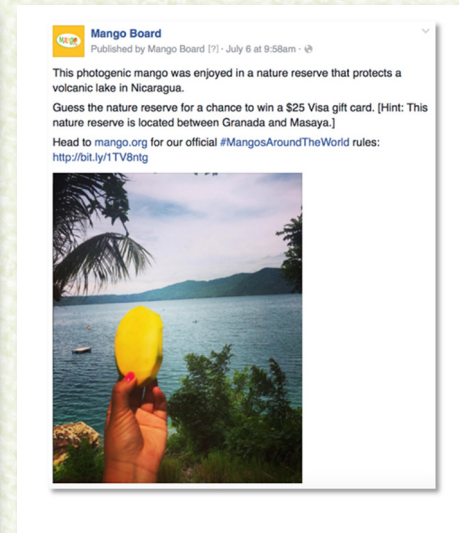 Mango Board
Published by Mango Board [?] · July 6 at 9:58am ·
This photogenic mango was enjoyed in a nature reserve that protects a
volcanic lake in Nicaragua.
Guess the nature reserve for a chance to win a $25 Visa gift card. [Hint: This
nature reserve is located between Granada and Masaya.]
Head to mango.org for our official #MangosAroundTheWorld rules:
http://bit.ly/1TV8ntg